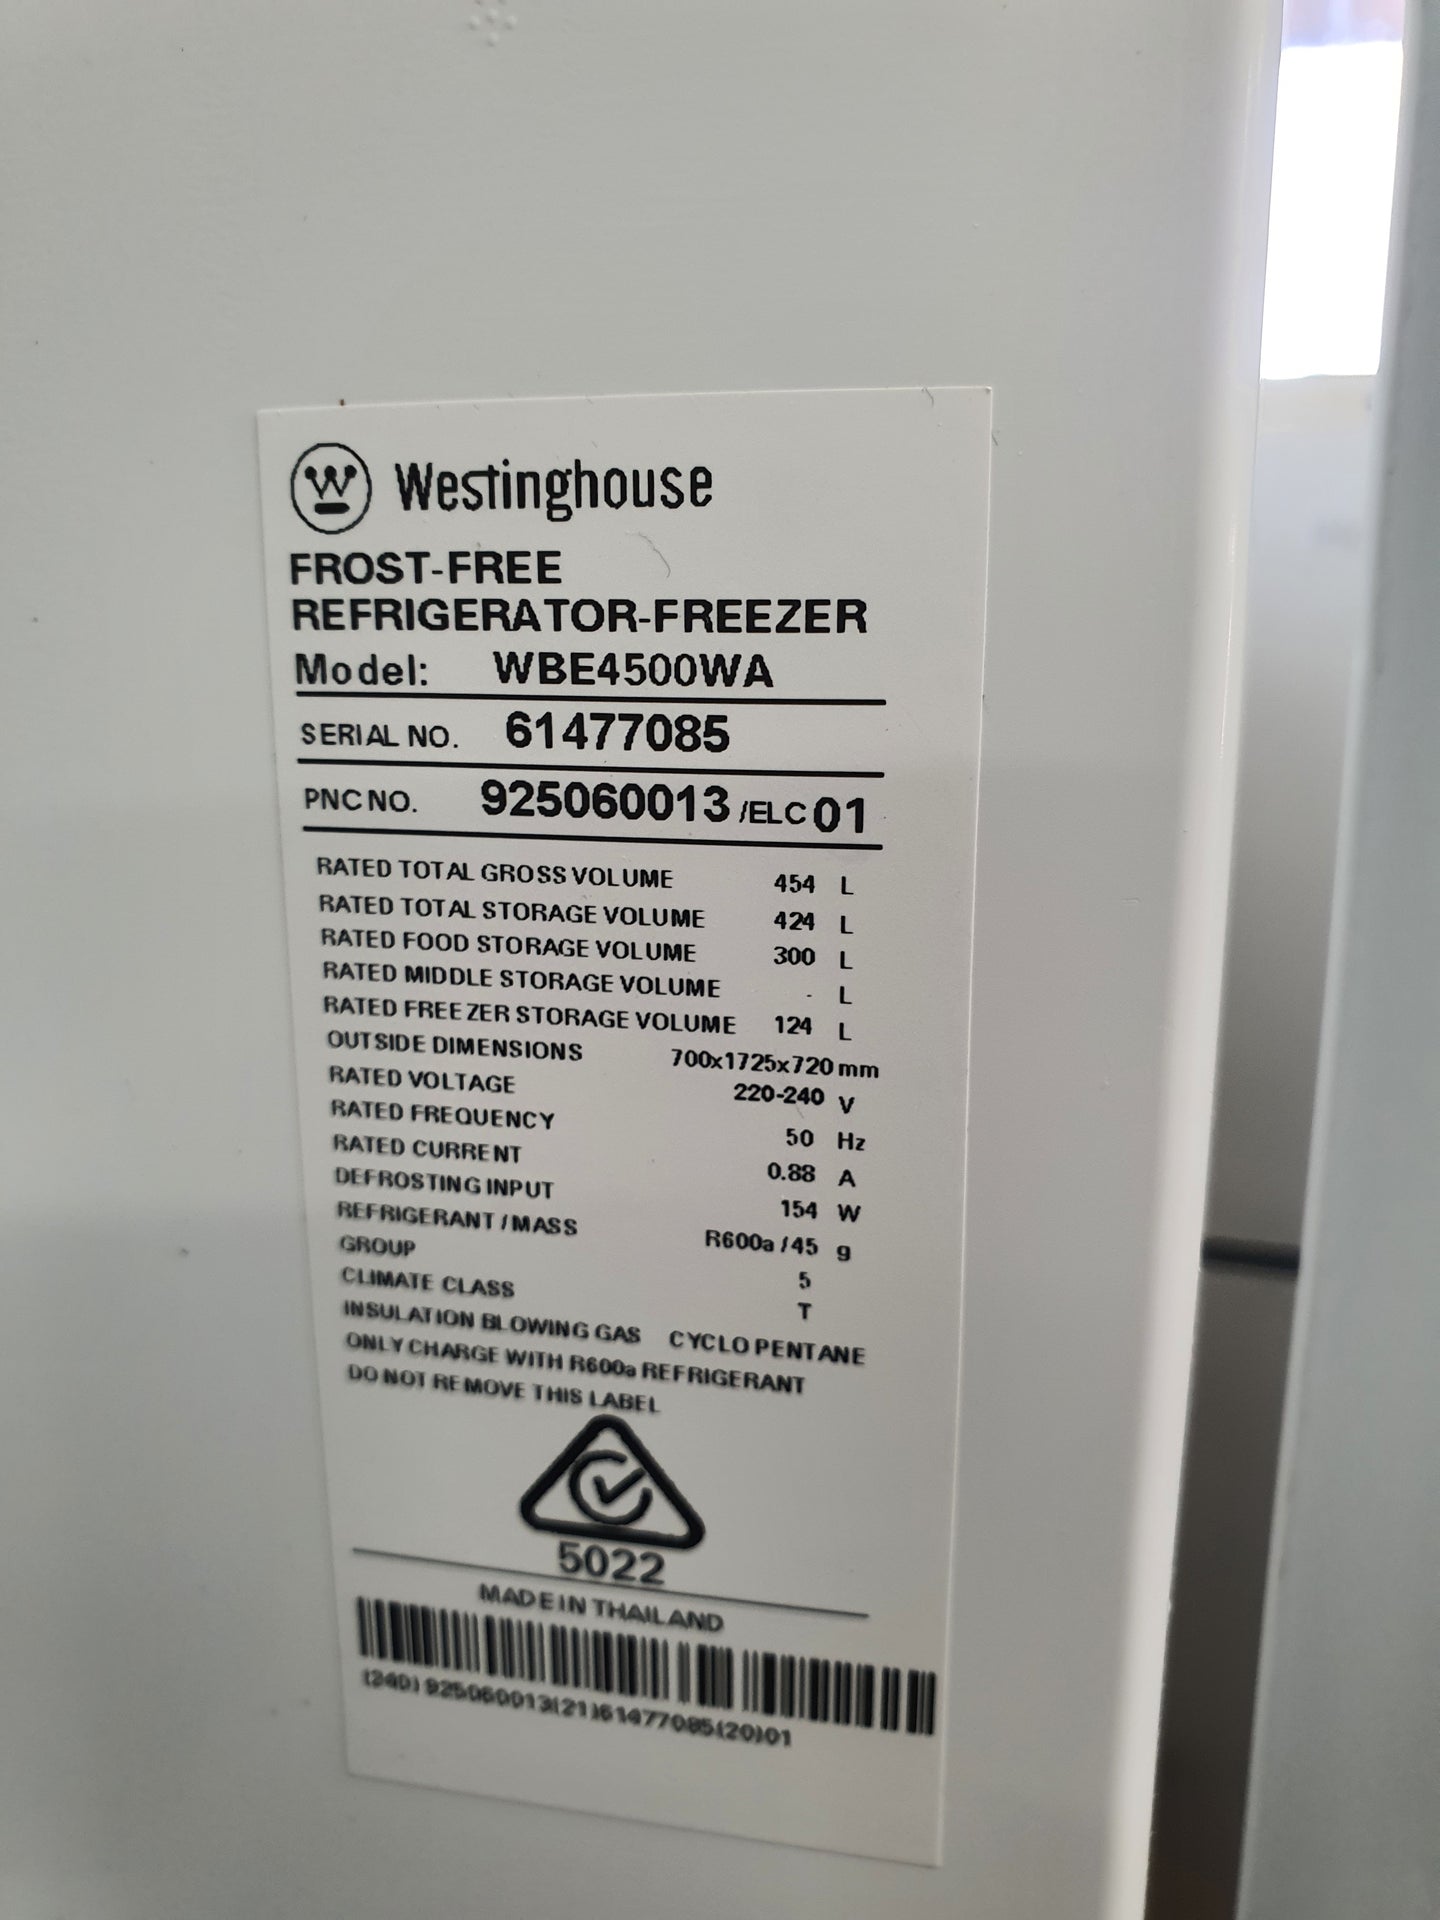 Westinghouse
FROST-FREE
REFRIGERATOR-FREEZER
Model: WBE4500WA
SERIAL NO. 61477085
PNC NO. 925060013 /ELC 01
RATED TOTAL GROSS VOLUME 454 L
RATED TOTAL STORAGE VOLUME 424 L
RATED FOOD STORAGE VOLUME 300 L
RATED MIDDLE STORAGE VOLUME - L
RATED FREEZER STORAGE VOLUME 124 L
OUTSIDE DIMENSIONS 700x1725x720 mm
RATED VOLTAGE 220-240 V
RATED FREQUENCY 50 Hz
RATED CURRENT 0.88 A
DEFROSTING INPUT 154 W
REFRIGERANT / MASS R600a / 45 g
GROUP 5
CLIMATE CLASS T
INSULATION BLOWING GAS CYCLO PENTANE
ONLY CHARGE WITH R600a REFRIGERANT
DO NOT REMOVE THIS LABEL
5022
MADE IN THAILAND
(240) 925060013(21)61477085(20)01